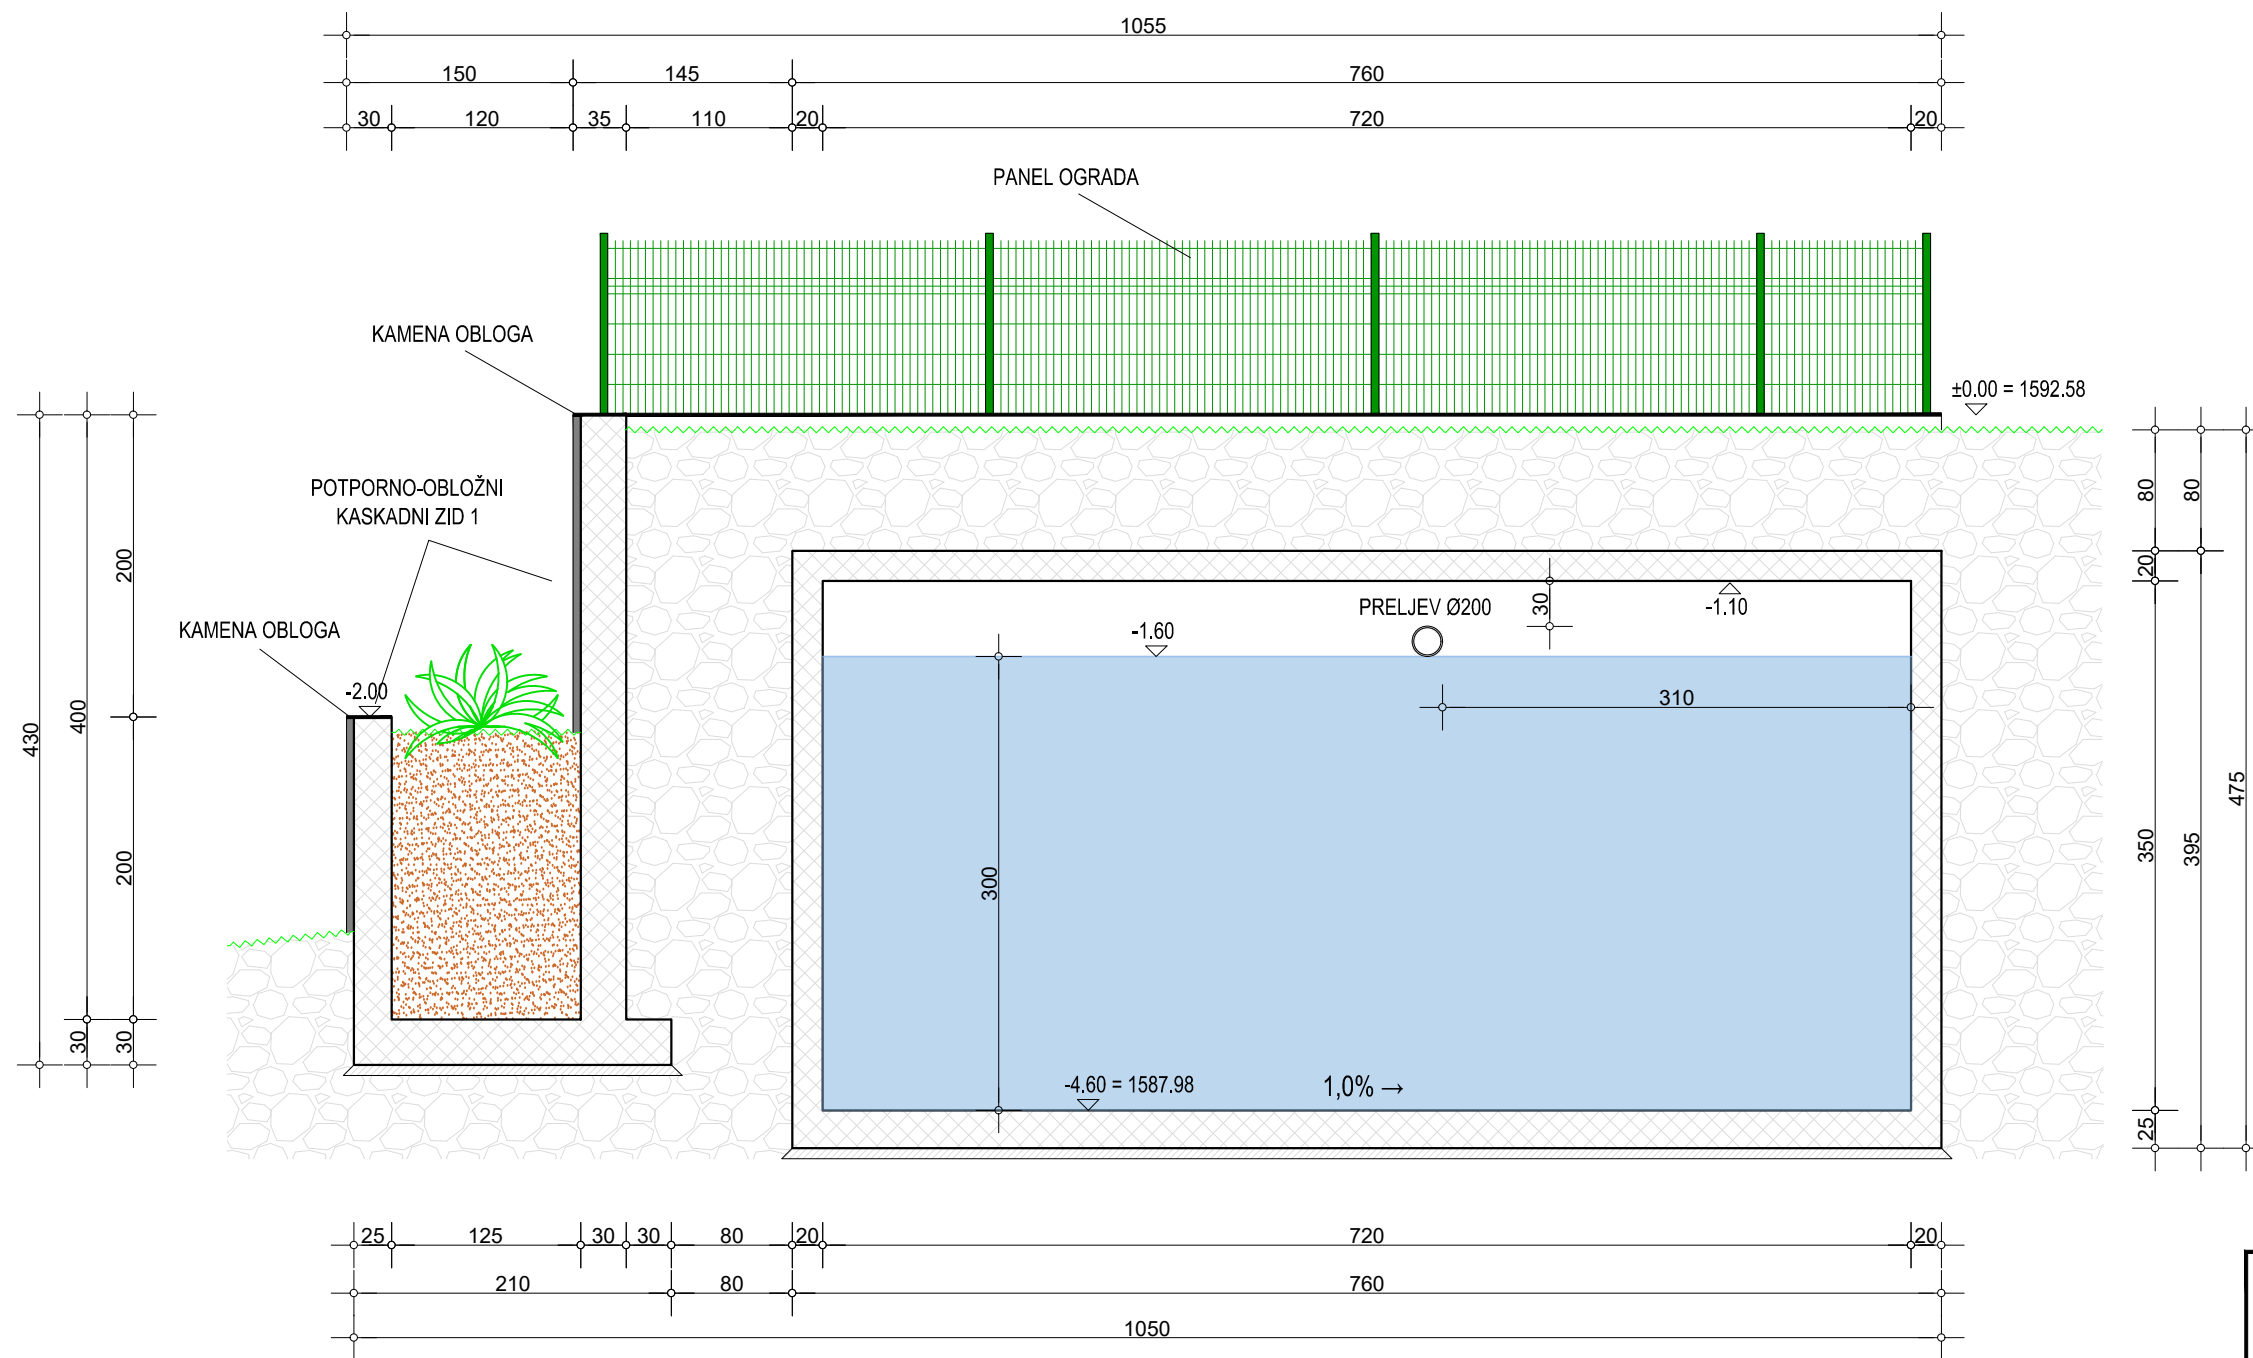 1055
150 145 760
30 120 35 110 20 720 20
PANEL OGRADA
KAMENA OBLOGA
±0.00 = 1592.58
POTPORNO-OBLOŽNI
KASKADNI ZID 1
KAMENA OBLOGA
-2.00
430
400
30
200
200
30
PRELJEV Ø200
30
-1.10
-1.60
310
300
-4.60 = 1587.98
1,0% →
80
20
350
25
80
395
475
25 125 30 30 80 20 720 20
210 80 760
1050